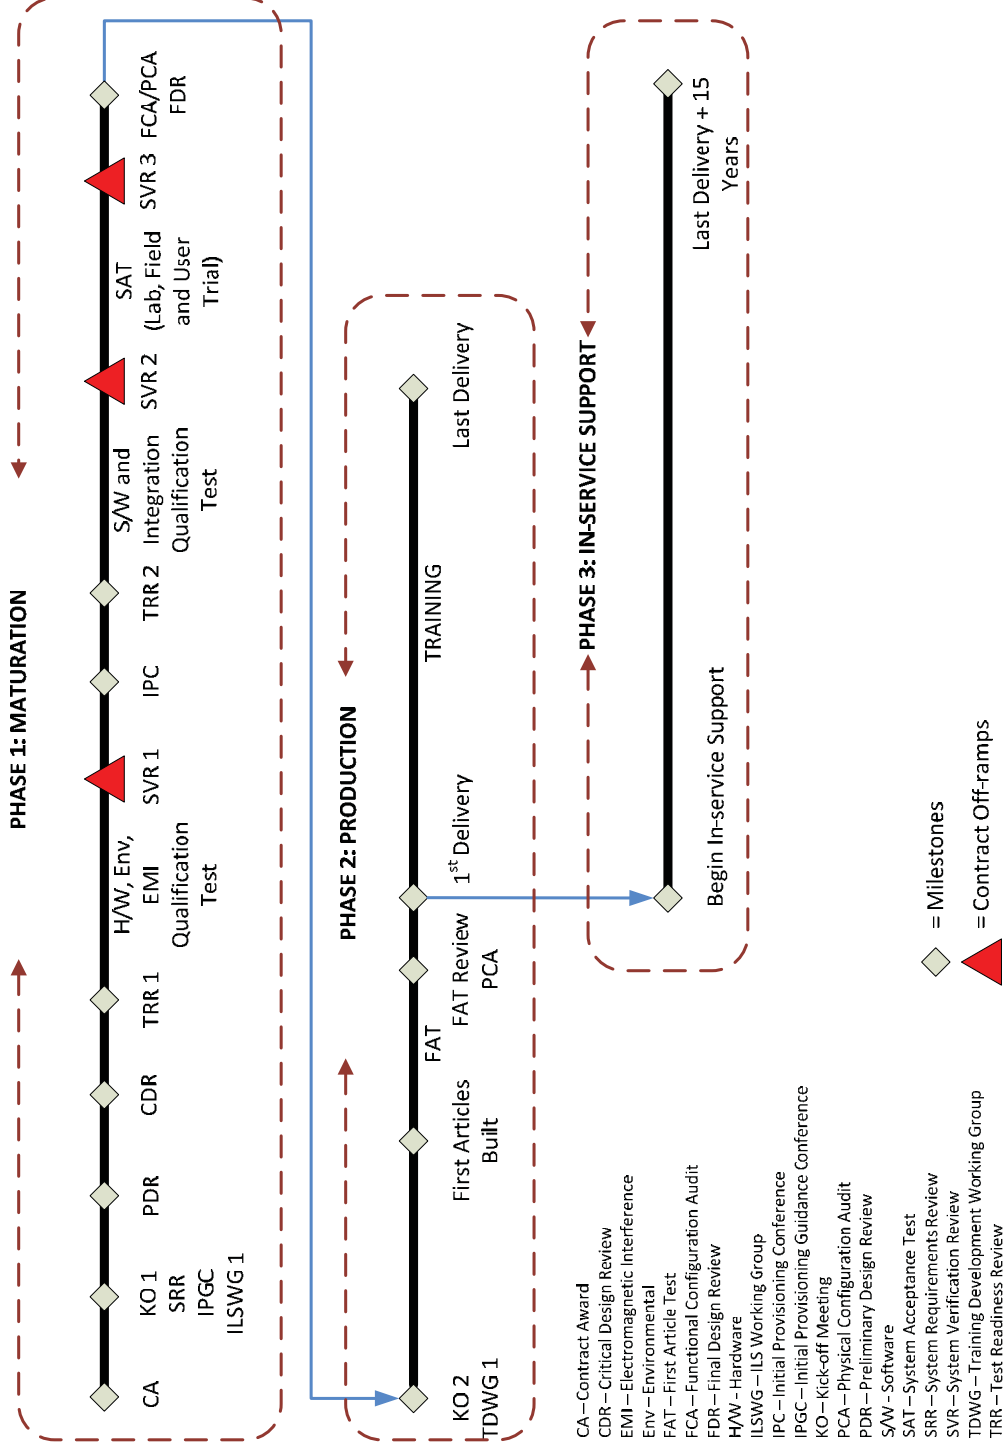 PHASE 1: MATURATION
CA
KO 1
SRR
IPGC
ILSWG 1
PDR
CDR
TRR 1
H/W, Env,
EMI
Qualification
Test
SVR 1
IPC
TRR 2
S/W and
Integration
Qualification
Test
SVR 2
SAT
(Lab, Field
and User
Trial)
SVR 3
FCA/PCA
FDR
PHASE 2: PRODUCTION
KO 2
TDWG 1
First Articles
Built
FAT
FAT Review
PCA
1st Delivery
TRAINING
Last Delivery
PHASE 3: IN-SERVICE SUPPORT
Begin In-service Support
Last Delivery + 15
Years
CA – Contract Award
CDR – Critical Design Review
EMI – Electromagnetic Interference
Env – Environmental
FAT – First Article Test
FCA – Functional Configuration Audit
FDR – Final Design Review
H/W - Hardware
ILSWG – ILS Working Group
IPC – Initial Provisioning Conference
IPGC – Initial Provisioning Guidance Conference
KO – Kick-off Meeting
PCA – Physical Configuration Audit
PDR – Preliminary Design Review
S/W - Software
SAT – System Acceptance Test
SRR – System Requirements Review
SVR – System Verification Review
TDWG – Training Development Working Group
TRR – Test Readiness Review
= Milestones
= Contract Off-ramps